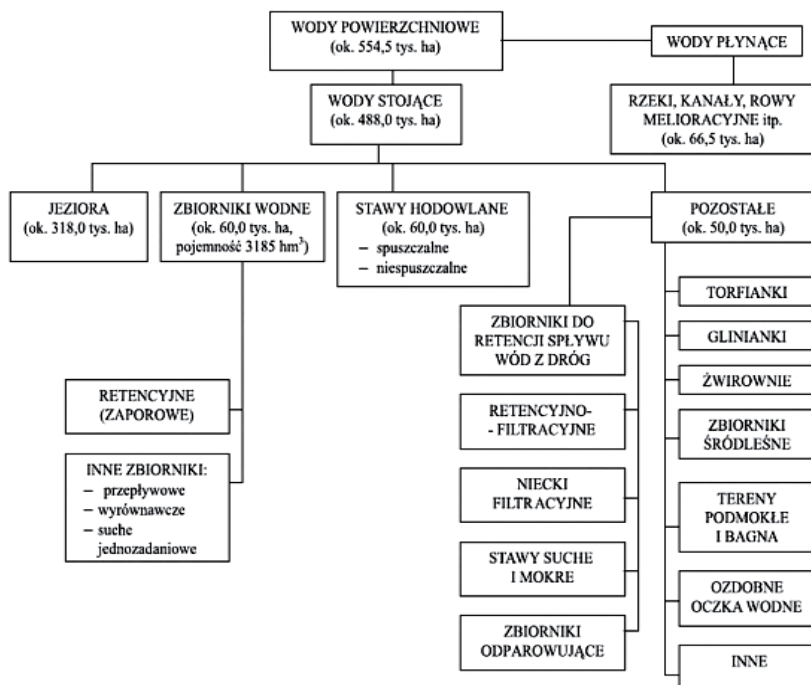 WODY POWIERZCHNIOWE
(ok. 554,5 tys. ha)
WODY PŁYNĄCE
WODY STOJĄCE
(ok. 488,0 tys. ha)
RZEKI, KANAŁY, ROWY
MELIORACYJNE itp.
(ok. 66,5 tys. ha)
JEZIORA
(ok. 318,0 tys. ha)
ZBIORNIKI WODNE
(ok. 60,0 tys. ha,
pojemność 3185 hm³)
STAWY HODOWLANE
(ok. 60,0 tys. ha)
– spuszczalne
– niespuszczalne
POZOSTAŁE
(ok. 50,0 tys. ha)
RETENCYJNE
(ZAPOROWE)
INNE ZBIORNIKI:
– przepływowe
– wyrównawcze
– suche
jednozadaniowe
ZBIORNIKI DO
RETENCJI SPŁYWU
WÓD Z DRÓG
RETENCYJNO-
-FILTRACYJNE
NIECKI
FILTRACYJNE
STAWY SUCHE
I MOKRE
ZBIORNIKI
ODPAROWUJĄCE
TORFIANKI
GLINIANKI
ŻWIROWNIE
ZBIORNIKI
ŚRÓDLEŚNE
TERENY
PODMOKŁE
I BAGNA
OZDOBNE
OCZKA WODNE
INNE